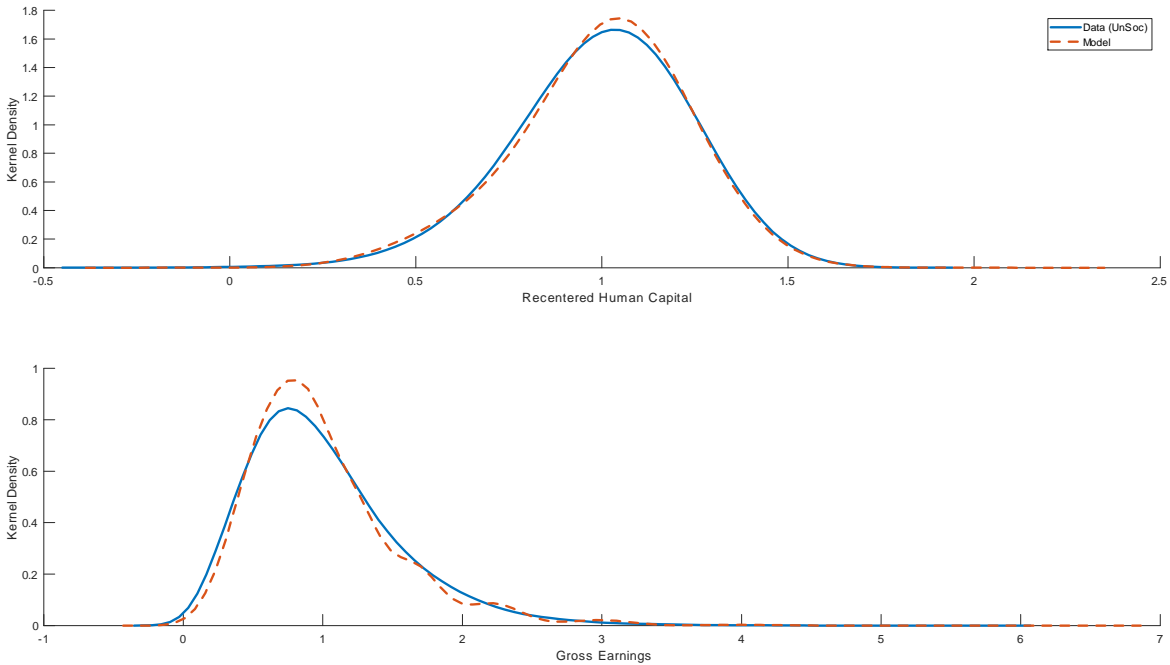 1.8
1.6
1.4
1.2
1
0.8
0.6
0.4
0.2
0
Kernel Density
-0.5 0 0.5 1 1.5 2 2.5
Recentered Human Capital
Data (UnSoc)
Model
1
0.8
0.6
0.4
0.2
0
Kernel Density
-1 0 1 2 3 4 5 6 7
Gross Earnings